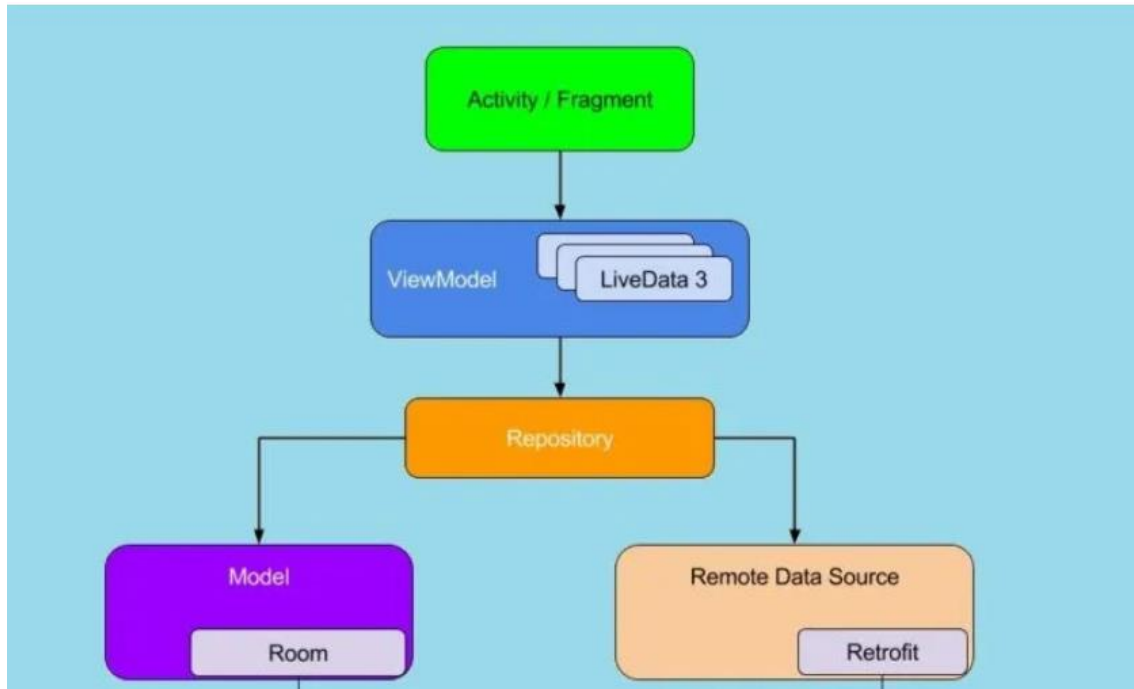 Activity / Fragment
ViewModel
LiveData 3
Repository
Model
Remote Data Source
Room
Retrofit